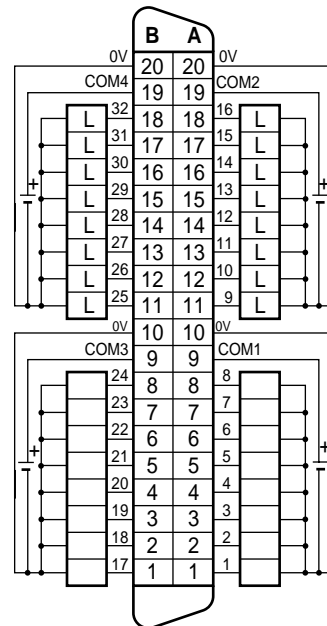 B A
0V 20 20 0V
COM4 19 19 COM2
32 L 18 18 16 L
31 L 17 17 15 L
30 L 16 16 14 L
29 L 15 15 13 L
28 L 14 14 12 L
27 L 13 13 11 L
26 L 12 12 10 L
25 L 11 11 9 L
0V 10 10 0V
COM3 9 9 COM1
24 8 8 8
23 7 7 7
22 6 6 6
21 5 5 5
20 4 4 4
19 3 3 3
18 2 2 2
17 1 1 1
+ +
+ +